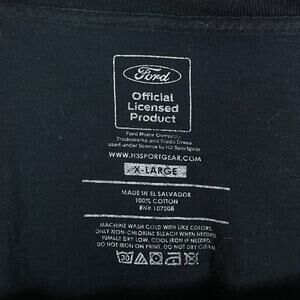 Ford
Official
Licensed
Product
Ford Motor Company
Trademarks and Trade Dress
used under license to H3 Sportgear
WWW.H3SPORTGEAR.COM
X-LARGE
MADE IN EL SALVADOR
100% COTTON
RN# 107208
MACHINE WASH COLD WITH LIKE COLORS,
ONLY NON-CHLORINE BLEACH WHEN NEEDED,
TUMBLE DRY LOW, COOL IRON IF NEEDED,
DO NOT IRON DESIGN, DO NOT DRY CLEAN.
30